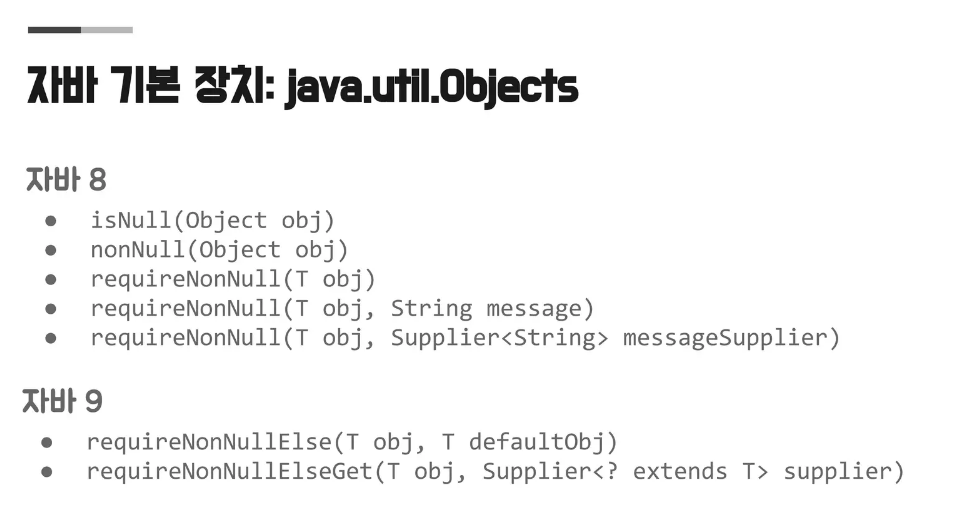 자바 기본 장치: java.util.Objects
자바 8
● isNull(Object obj)
● nonNull(Object obj)
● requireNonNull(T obj)
● requireNonNull(T obj, String message)
● requireNonNull(T obj, Supplier<String> messageSupplier)
자바 9
● requireNonNullElse(T obj, T defaultObj)
● requireNonNullElseGet(T obj, Supplier<? extends T> supplier)